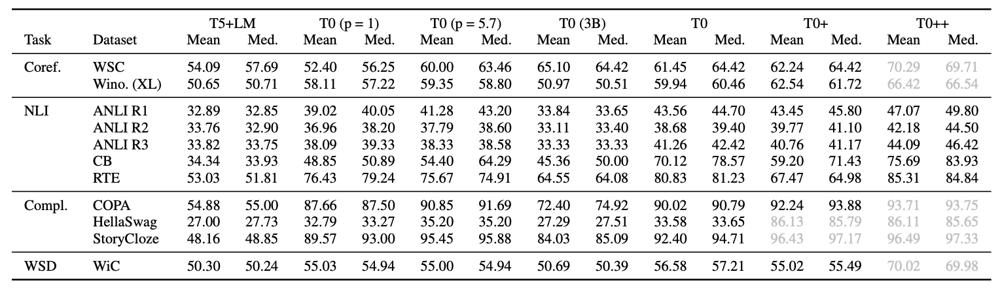 T5+LM T0 (p = 1) T0 (p = 5.7) T0 (3B) T0 T0+ T0++
Task Dataset Mean Med. Mean Med. Mean Med. Mean Med. Mean Med. Mean Med. Mean Med.
Coref. WSC 54.09 57.69 52.40 56.25 60.00 63.46 65.10 64.42 61.45 64.42 62.24 64.42 70.29 69.71
Wino. (XL) 50.65 50.71 58.11 57.22 59.35 58.80 50.97 50.51 59.94 60.46 62.54 61.72 66.42 66.54
NLI ANLI R1 32.89 32.85 39.02 40.05 41.28 43.20 33.84 33.65 43.56 44.70 43.45 45.80 47.07 49.80
ANLI R2 33.76 32.90 36.96 38.20 37.79 38.60 33.11 33.40 38.68 39.40 39.77 41.10 42.18 44.50
ANLI R3 33.82 33.75 38.09 39.33 38.33 38.58 33.33 33.33 41.26 42.42 40.76 41.17 44.09 46.42
CB 34.34 33.93 48.85 50.89 54.40 64.29 45.36 50.00 70.12 78.57 59.20 71.43 75.69 83.93
RTE 53.03 51.81 76.43 79.24 75.67 74.91 64.55 64.08 80.83 81.23 67.47 64.98 85.31 84.84
Compl. COPA 54.88 55.00 87.66 87.50 90.85 91.69 72.40 74.92 90.02 90.79 92.24 93.88 93.71 93.75
HellaSwag 27.00 27.73 32.79 33.27 35.20 35.20 27.29 27.51 33.58 33.65 86.13 85.79 86.11 85.65
StoryCloze 48.16 48.85 89.57 93.00 95.45 95.88 84.03 85.09 92.40 94.71 96.43 97.17 96.49 97.33
WSD WiC 50.30 50.24 55.03 54.94 55.00 54.94 50.69 50.39 56.58 57.21 55.02 55.49 70.02 69.98